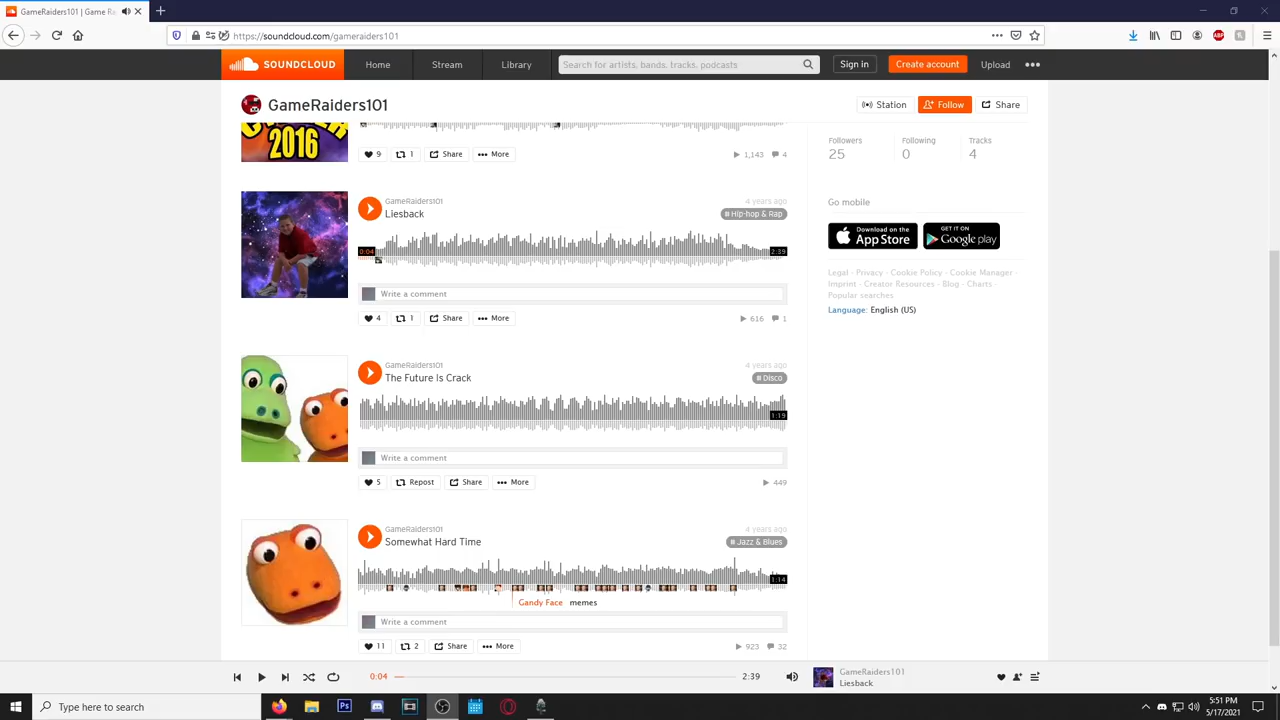 GameRaiders101 | Game Ra
https://soundcloud.com/gameraiders101
ABP
SOUNDCLOUD
Home
Stream
Library
Search for artists, bands, tracks, podcasts
Sign in
Create account
Upload
GameRaiders101
Station
Follow
Share
2016
9
1
Share
More
1,143
4
Followers
25
Following
0
Tracks
4
GameRaiders101
4 years ago
Liesback
# Hip-hop & Rap
0:04
2:39
Write a comment
4
1
Share
More
616
1
Go mobile
Download on the
App Store
GET IT ON
Google play
Legal - Privacy - Cookie Policy - Cookie Manager -
Imprint - Creator Resources - Blog - Charts -
Popular searches
Language: English (US)
GameRaiders101
4 years ago
The Future Is Crack
# Disco
1:19
Write a comment
5
Repost
Share
More
449
GameRaiders101
4 years ago
Somewhat Hard Time
# Jazz & Blues
1:14
Gandy Face memes
Write a comment
11
2
Share
More
923
32
0:04
2:39
GameRaiders101
Liesback
Type here to search
Ps
5:51 PM
5/17/2021